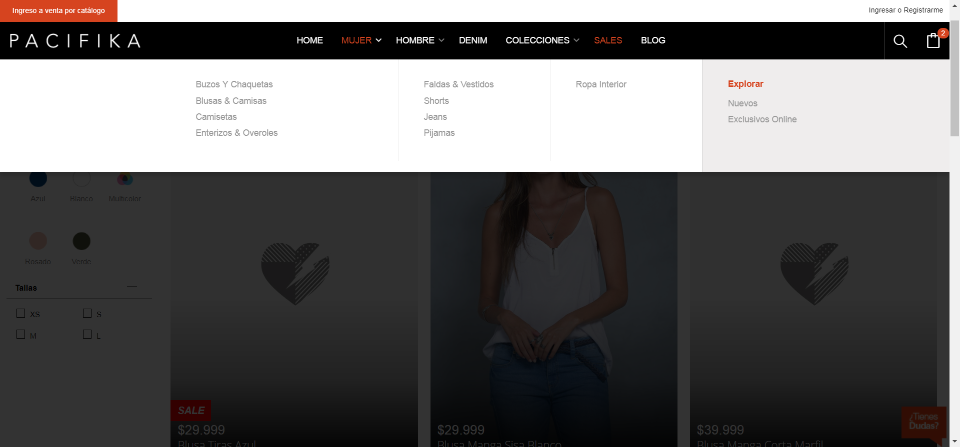 Ingreso a venta por catálogo
Ingresar o Registrarme
PACIFIKA
HOME
MUJER
HOMBRE
DENIM
COLECCIONES
SALES
BLOG
2
Buzos Y Chaquetas
Blusas & Camisas
Camisetas
Enterizos & Overoles
Faldas & Vestidos
Shorts
Jeans
Pijamas
Ropa Interior
Explorar
Nuevos
Exclusivos Online
Azul
Blanco
Multicolor
Rosado
Verde
Tallas
XS
S
M
L
SALE
$29,999
Blusa Tiras Azul
$29,999
Blusa Manga Sisa Blanco
$39,999
Blusa Manga Corta Marfil
¿Tienes
Dudas?